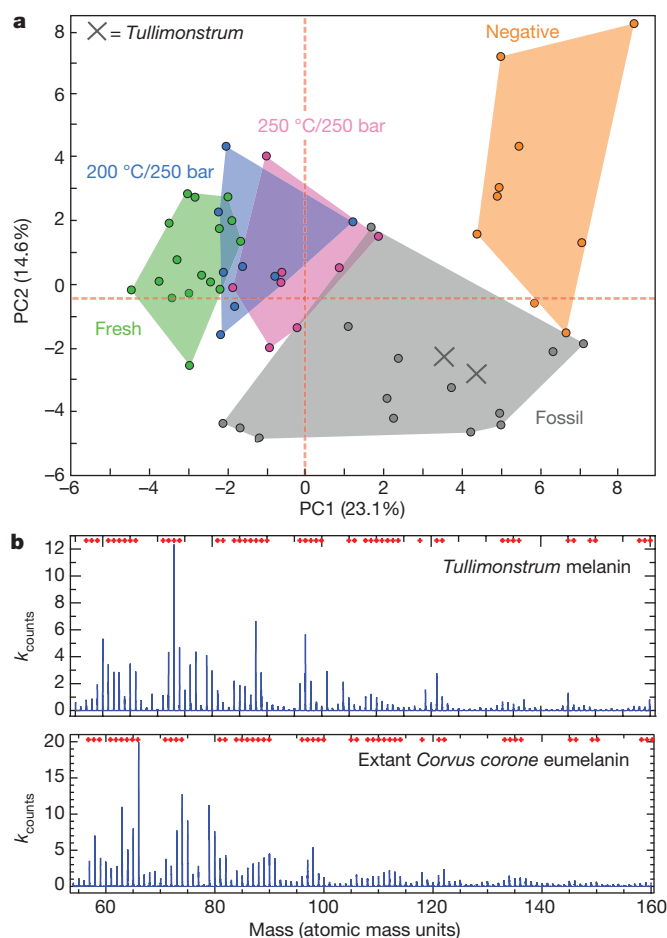 a
= Tullimonstrum
Negative
250 °C/250 bar
200 °C/250 bar
Fresh
Fossil
PC2 (14.6%)
8
6
4
2
0
−2
−4
−6
−6 −4 −2 0 2 4 6 8
PC1 (23.1%)
b
Tullimonstrum melanin
kcounts
12
10
8
6
4
2
0
Extant Corvus corone eumelanin
kcounts
20
15
10
5
0
60 80 100 120 140 160
Mass (atomic mass units)